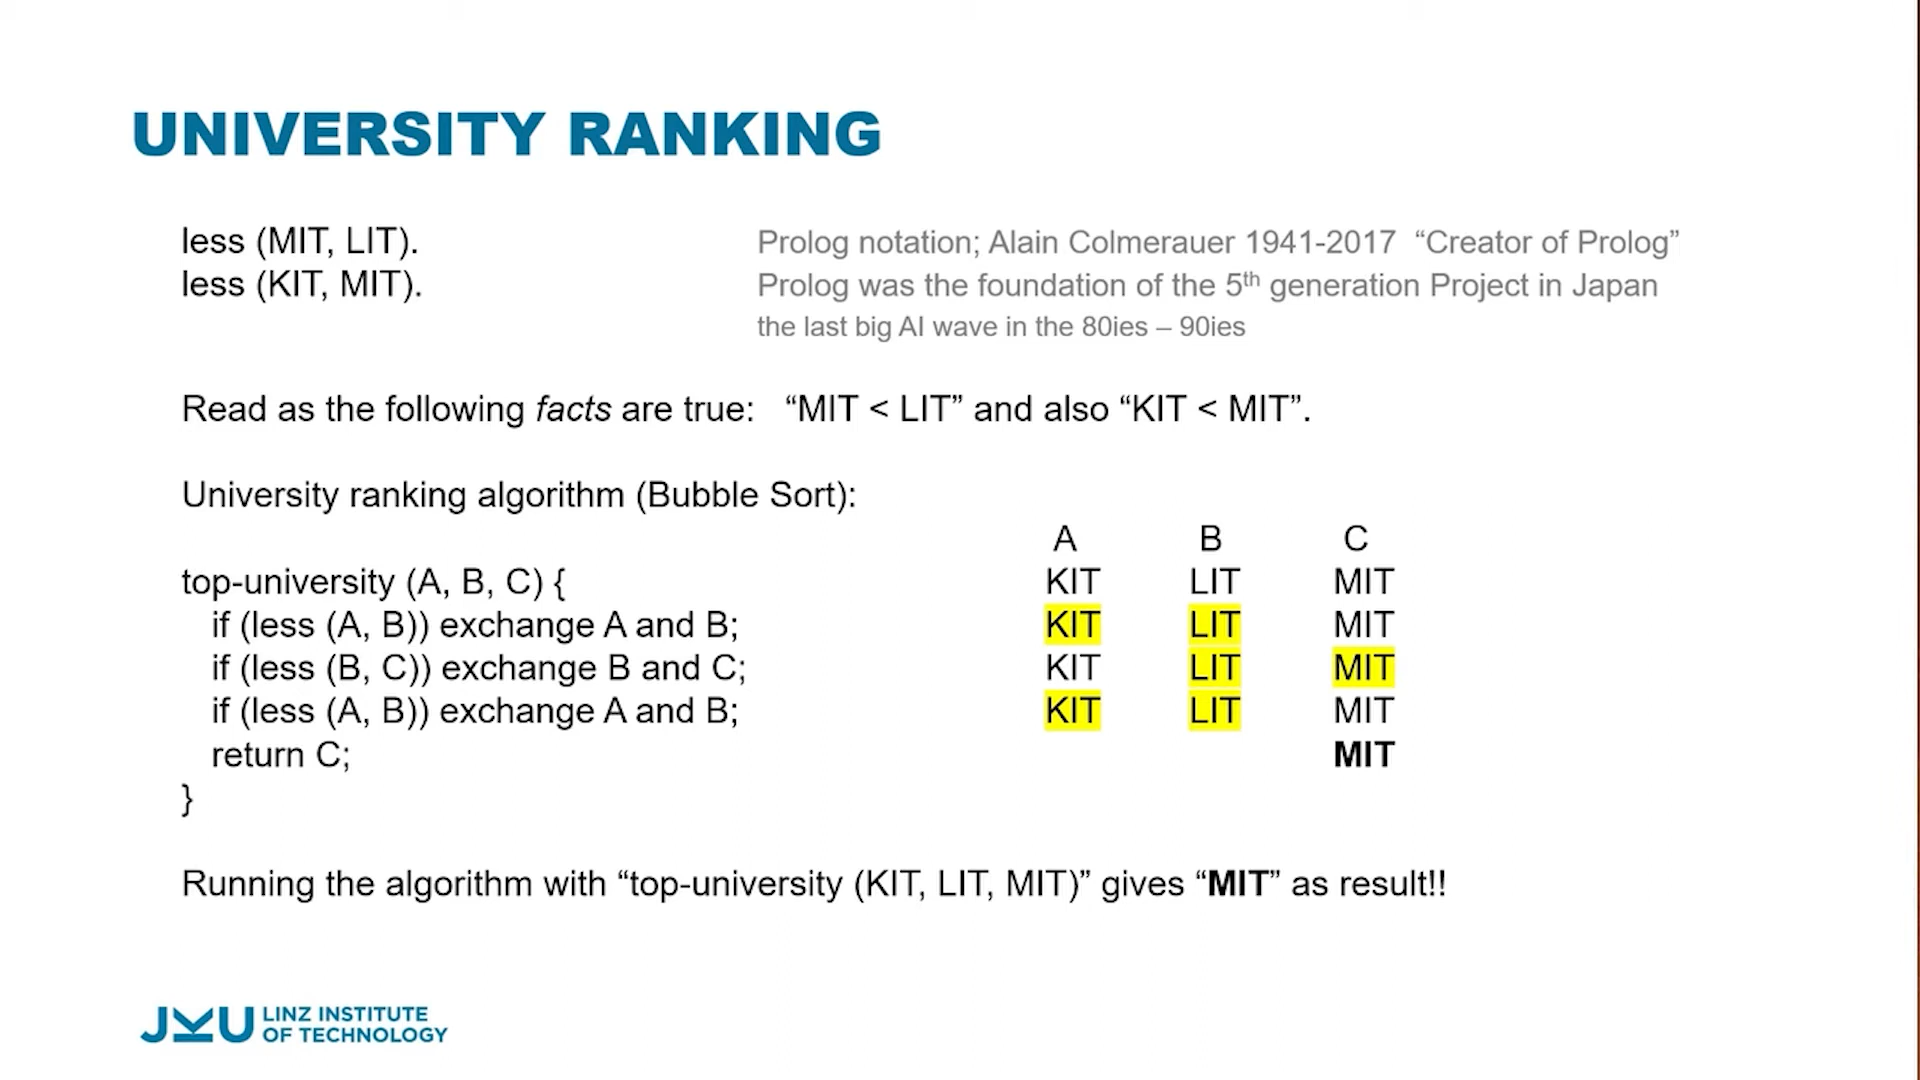 UNIVERSITY RANKING
less (MIT, LIT). Prolog notation; Alain Colmerauer 1941-2017 “Creator of Prolog”
less (KIT, MIT). Prolog was the foundation of the 5th generation Project in Japan
the last big AI wave in the 80ies – 90ies
Read as the following facts are true: “MIT < LIT” and also “KIT < MIT”.
University ranking algorithm (Bubble Sort):
A B C
top-university (A, B, C) { KIT LIT MIT
if (less (A, B)) exchange A and B; KIT LIT MIT
if (less (B, C)) exchange B and C; KIT LIT MIT
if (less (A, B)) exchange A and B; KIT LIT MIT
return C; MIT
}
Running the algorithm with “top-university (KIT, LIT, MIT)” gives “MIT” as result!!
JKU LINZ INSTITUTE
OF TECHNOLOGY